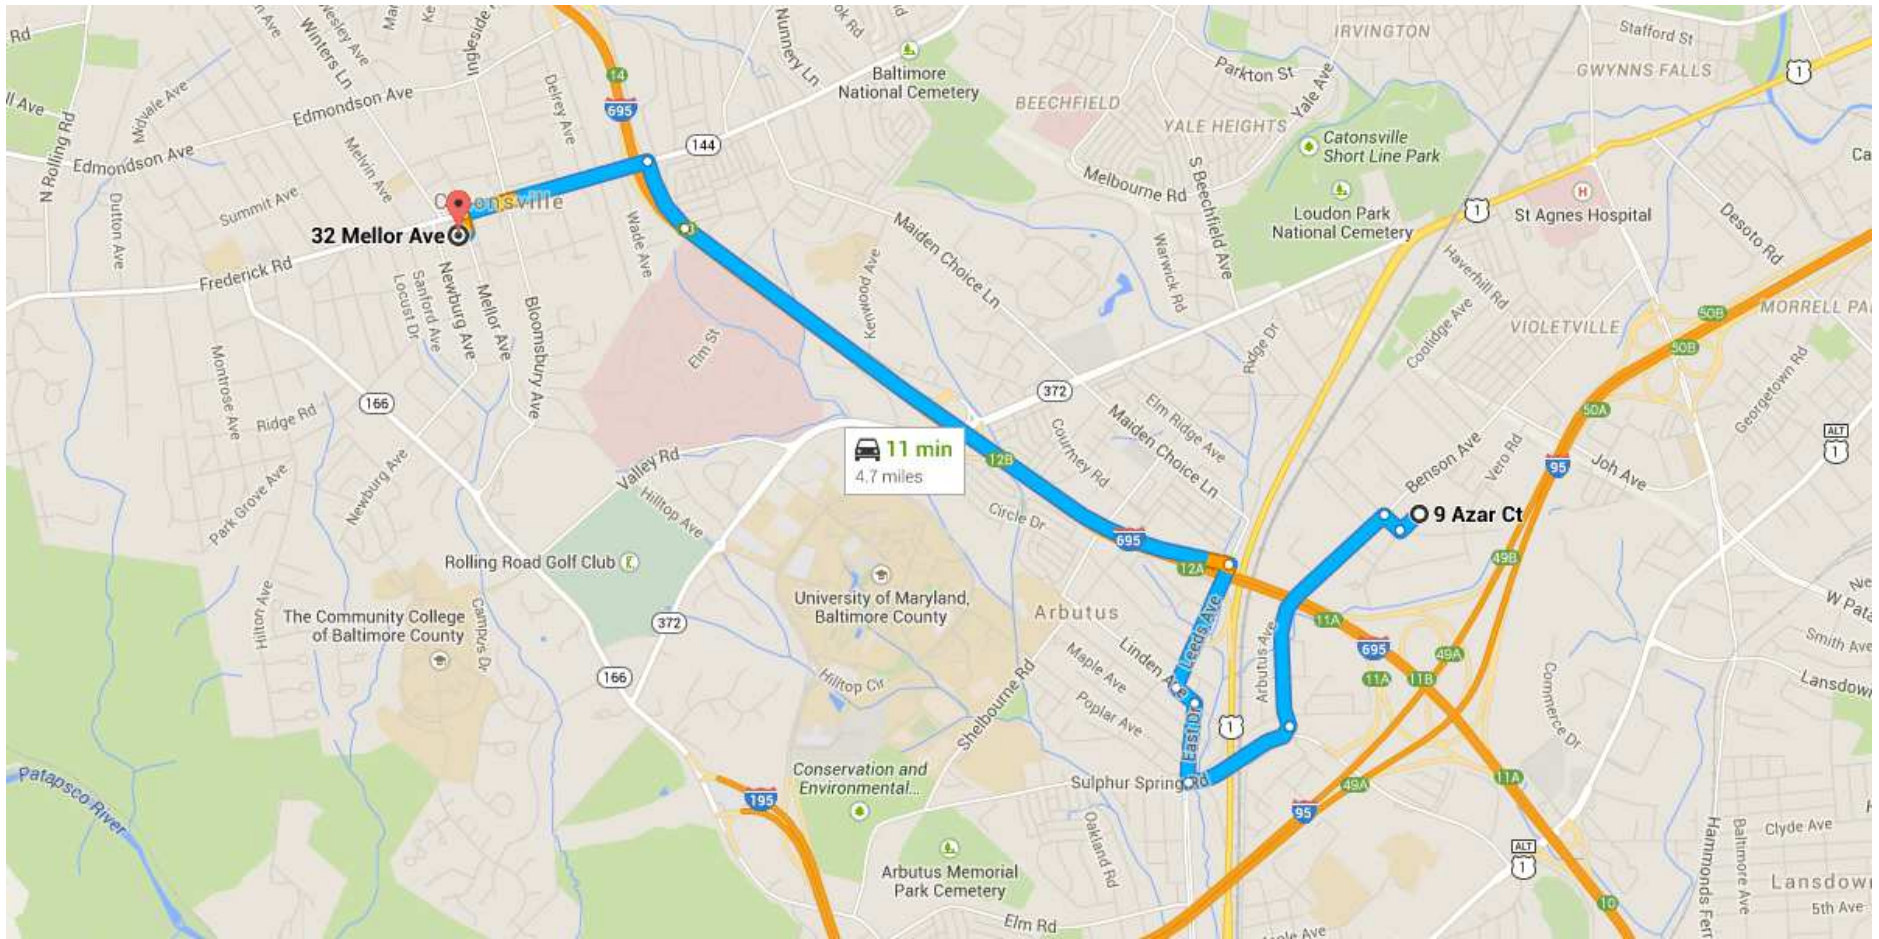 Rd
Winters Ln
Wesley Ave
Nunnery Ln
Stafford St
IRVINGTON
GWYNNS FALLS
1
14
695
Baltimore
National Cemetery
Parkton St
Yale Ave
BEECHFIELD
YALE HEIGHTS
Catonsville
Short Line Park
Edmondson Ave
Delrey Ave
N Rolling Rd
Edmondson Ave
Melvin Ave
144
Melbourne Rd
S Beechfield Ave
Loudon Park
National Cemetery
1
H
St Agnes Hospital
Desoto Rd
Summit Ave
Dutton Ave
32 Mellor Ave
Wade Ave
Maiden Choice Ln
Warwick Rd
Haverhill Rd
Frederick Rd
Locust Dr
Sanford Ave
Newburg Ave
Mellor Ave
Bloomsbury Ave
Kenwood Ave
Coolidge Ave
VIOLETVILLE
50B
50B
Elm St
Ridge Dr
Montrose Ave
Ridge Rd
166
372
Maiden Choice Ln
Elm Ridge Ave
50A
Georgetown Rd
ALT
1
11 min
4.7 miles
12B
Courtney Rd
Benson Ave
Vero Rd
95
Joh Ave
Valley Rd
Hilltop Ave
Park Grove Ave
Newburg Ave
Circle Dr
9 Azar Ct
695
12A
49B
Rolling Road Golf Club
University of Maryland,
Baltimore County
Arbutus
The Community College
of Baltimore County
Hilton Ave
Campus Dr
372
166
Hilltop Cir
Shelbourne Rd
Linden Ave
Leeds Ave
Maple Ave
Poplar Ave
East Dr
Arbutus Ave
11A
695
49A
11A
11B
Commerce Dr
Smith Ave
1
Conservation and
Environmental...
Sulphur Spring Rd
49A
11A
Patapsco River
195
95
Arbutus Memorial
Park Cemetery
Oakland Rd
Elm Rd
ALT
1
Baltimore Ave
Clyde Ave
5th Ave
10